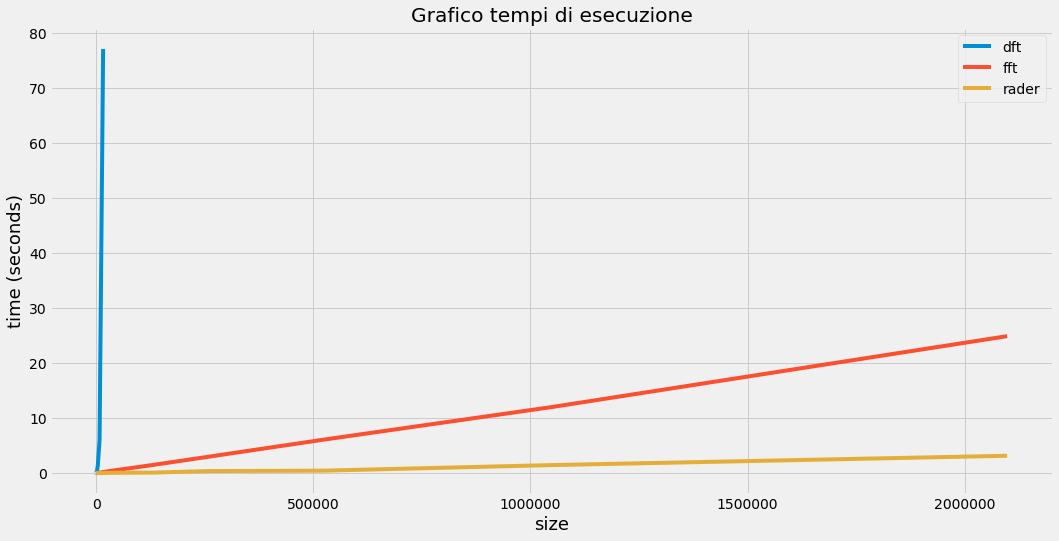 Grafico tempi di esecuzione
80
70
60
50
40
30
20
10
0
time (seconds)
0 500000 1000000 1500000 2000000
size
dft
fft
rader